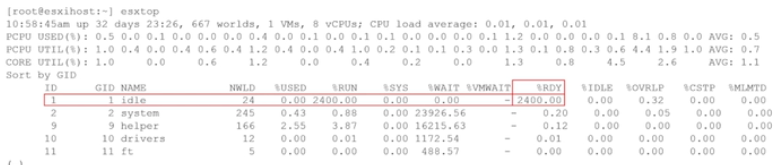 [root@esxihost:~] esxtop
10:58:45am up 32 days 23:26, 667 worlds, 1 VMs, 8 vCPUs; CPU load average: 0.01, 0.01, 0.01
PCPU USED(%): 0.5 0.0 0.1 0.0 0.0 0.0 0.4 0.0 0.1 0.0 0.1 0.1 0.0 0.0 0.0 0.1 1.2 0.0 0.0 0.0 0.1 8.1 0.8 0.0 AVG: 0.5
PCPU UTIL(%): 1.0 0.4 0.0 0.4 0.6 0.4 1.2 0.4 0.0 0.4 1.0 0.2 0.1 0.1 0.3 0.0 1.3 0.1 0.8 0.3 0.6 4.4 1.9 1.0 AVG: 0.7
CORE UTIL(%): 1.0 0.0 0.6 1.2 0.0 0.4 0.2 0.0 1.3 0.8 4.5 2.6 AVG: 1.1
Sort by GID
ID GID NAME NWLD %USED %RUN %SYS %WAIT %VMWAIT %RDY %IDLE %OVRLP %CSTP %MLMTD
1 1 idle 24 0.00 2400.00 0.00 0.00 - 2400.00 0.00 0.32 0.00 0.00
2 2 system 245 0.43 0.88 0.00 23926.56 - 0.20 0.00 0.05 0.00 0.00
9 9 helper 166 2.55 3.87 0.00 16215.63 - 0.12 0.00 0.00 0.00 0.00
10 10 drivers 12 0.00 0.01 0.00 1172.54 - 0.01 0.00 0.00 0.00 0.00
11 11 ft 5 0.00 0.00 0.00 488.57 - 0.00 0.00 0.00 0.00 0.00